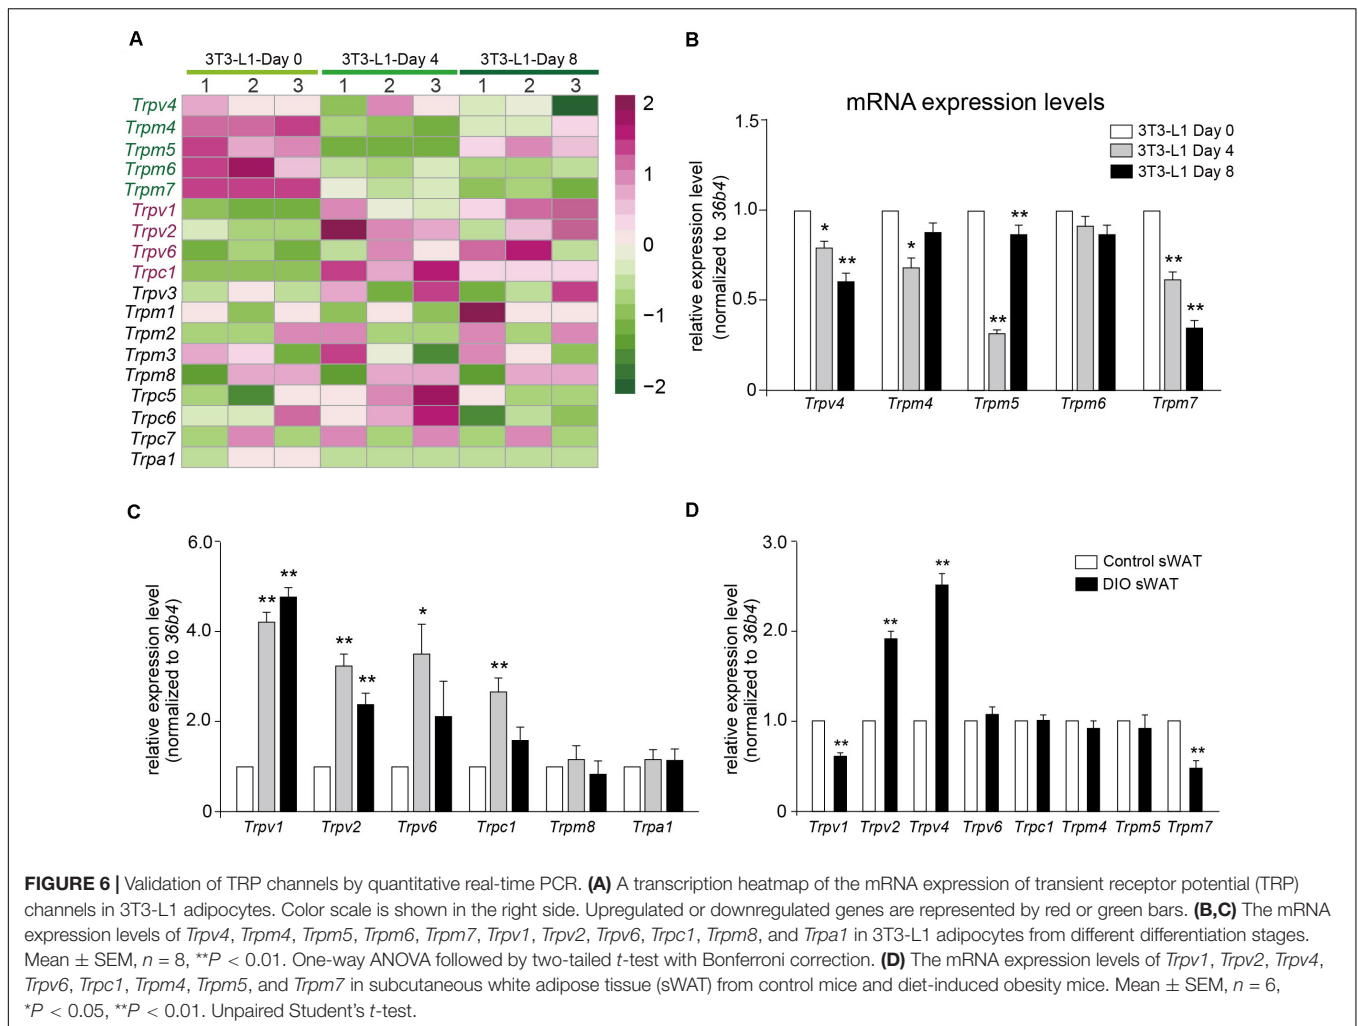 A
3T3-L1-Day 0 3T3-L1-Day 4 3T3-L1-Day 8
1 2 3 1 2 3 1 2 3
Trpv4
Trpm4
Trpm5
Trpm6
Trpm7
Trpv1
Trpv2
Trpv6
Trpc1
Trpv3
Trpm1
Trpm2
Trpm3
Trpm8
Trpc5
Trpc6
Trpc7
Trpa1
2
1
0
−1
−2
B
mRNA expression levels
relative expression level
(normalized to 36b4)
1.5
1.0
0.5
0
3T3-L1 Day 0
3T3-L1 Day 4
3T3-L1 Day 8
* ** * ** ** ** **
Trpv4 Trpm4 Trpm5 Trpm6 Trpm7
C
relative expression level
(normalized to 36b4)
6.0
4.0
2.0
0
** ** ** ** * **
Trpv1 Trpv2 Trpv6 Trpc1 Trpm8 Trpa1
D
relative expression level
(normalized to 36b4)
3.0
2.0
1.0
0
Control sWAT
DIO sWAT
** ** ** **
Trpv1 Trpv2 Trpv4 Trpv6 Trpc1 Trpm4 Trpm5 Trpm7
FIGURE 6 | Validation of TRP channels by quantitative real-time PCR. (A) A transcription heatmap of the mRNA expression of transient receptor potential (TRP)
channels in 3T3-L1 adipocytes. Color scale is shown in the right side. Upregulated or downregulated genes are represented by red or green bars. (B,C) The mRNA
expression levels of Trpv4, Trpm4, Trpm5, Trpm6, Trpm7, Trpv1, Trpv2, Trpv6, Trpc1, Trpm8, and Trpa1 in 3T3-L1 adipocytes from different differentiation stages.
Mean ± SEM, n = 8, **P < 0.01. One-way ANOVA followed by two-tailed t-test with Bonferroni correction. (D) The mRNA expression levels of Trpv1, Trpv2, Trpv4,
Trpv6, Trpc1, Trpm4, Trpm5, and Trpm7 in subcutaneous white adipose tissue (sWAT) from control mice and diet-induced obesity mice. Mean ± SEM, n = 6,
*P < 0.05, **P < 0.01. Unpaired Student's t-test.